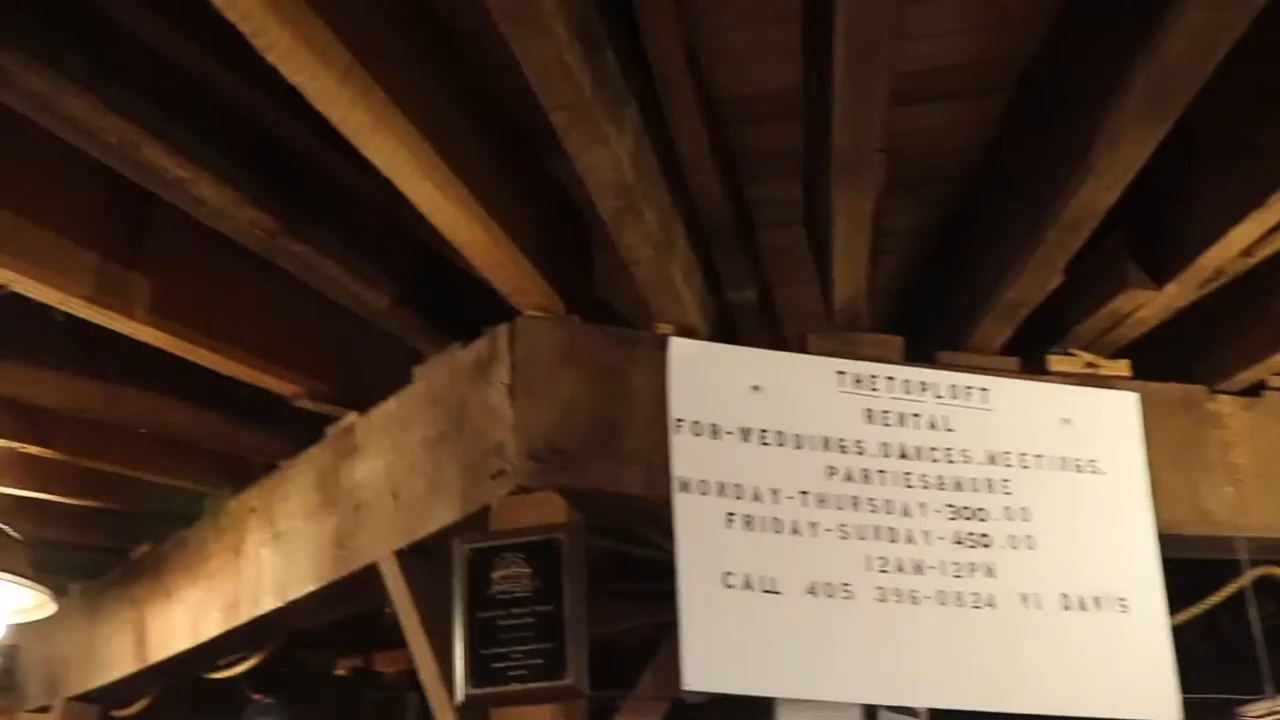 THETOPLOFT
RENTAL
FOR-WEDDINGS.DANCES.MEETINGS.
PARTIES&MORE
MONDAY-THURSDAY-300.00
FRIDAY-SUNDAY-450.00
12AM-12PM
CALL 405 396-0824 VI DAVIS